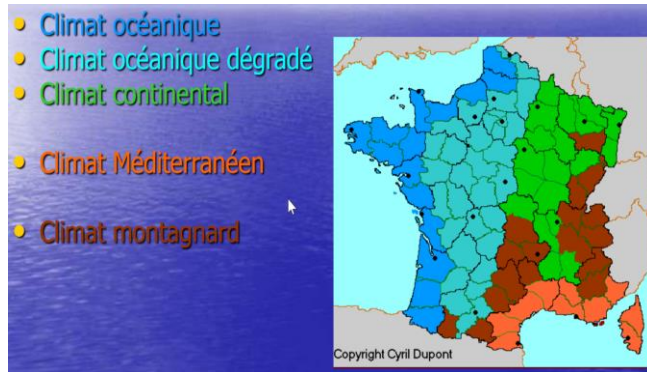 Climat océanique
Climat océanique dégradé
Climat continental
Climat Méditerranéen
Climat montagnard
Copyright Cyril Dupont